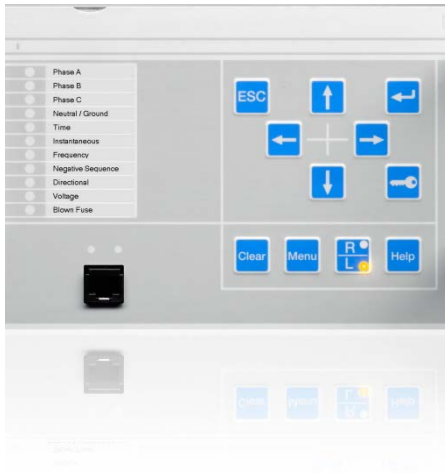 Phase A
Phase B
Phase C
Neutral / Ground
Time
Instantaneous
Frequency
Negative Sequence
Directional
Voltage
Blown Fuse
ESC
Clear
Menu
R
L
Help